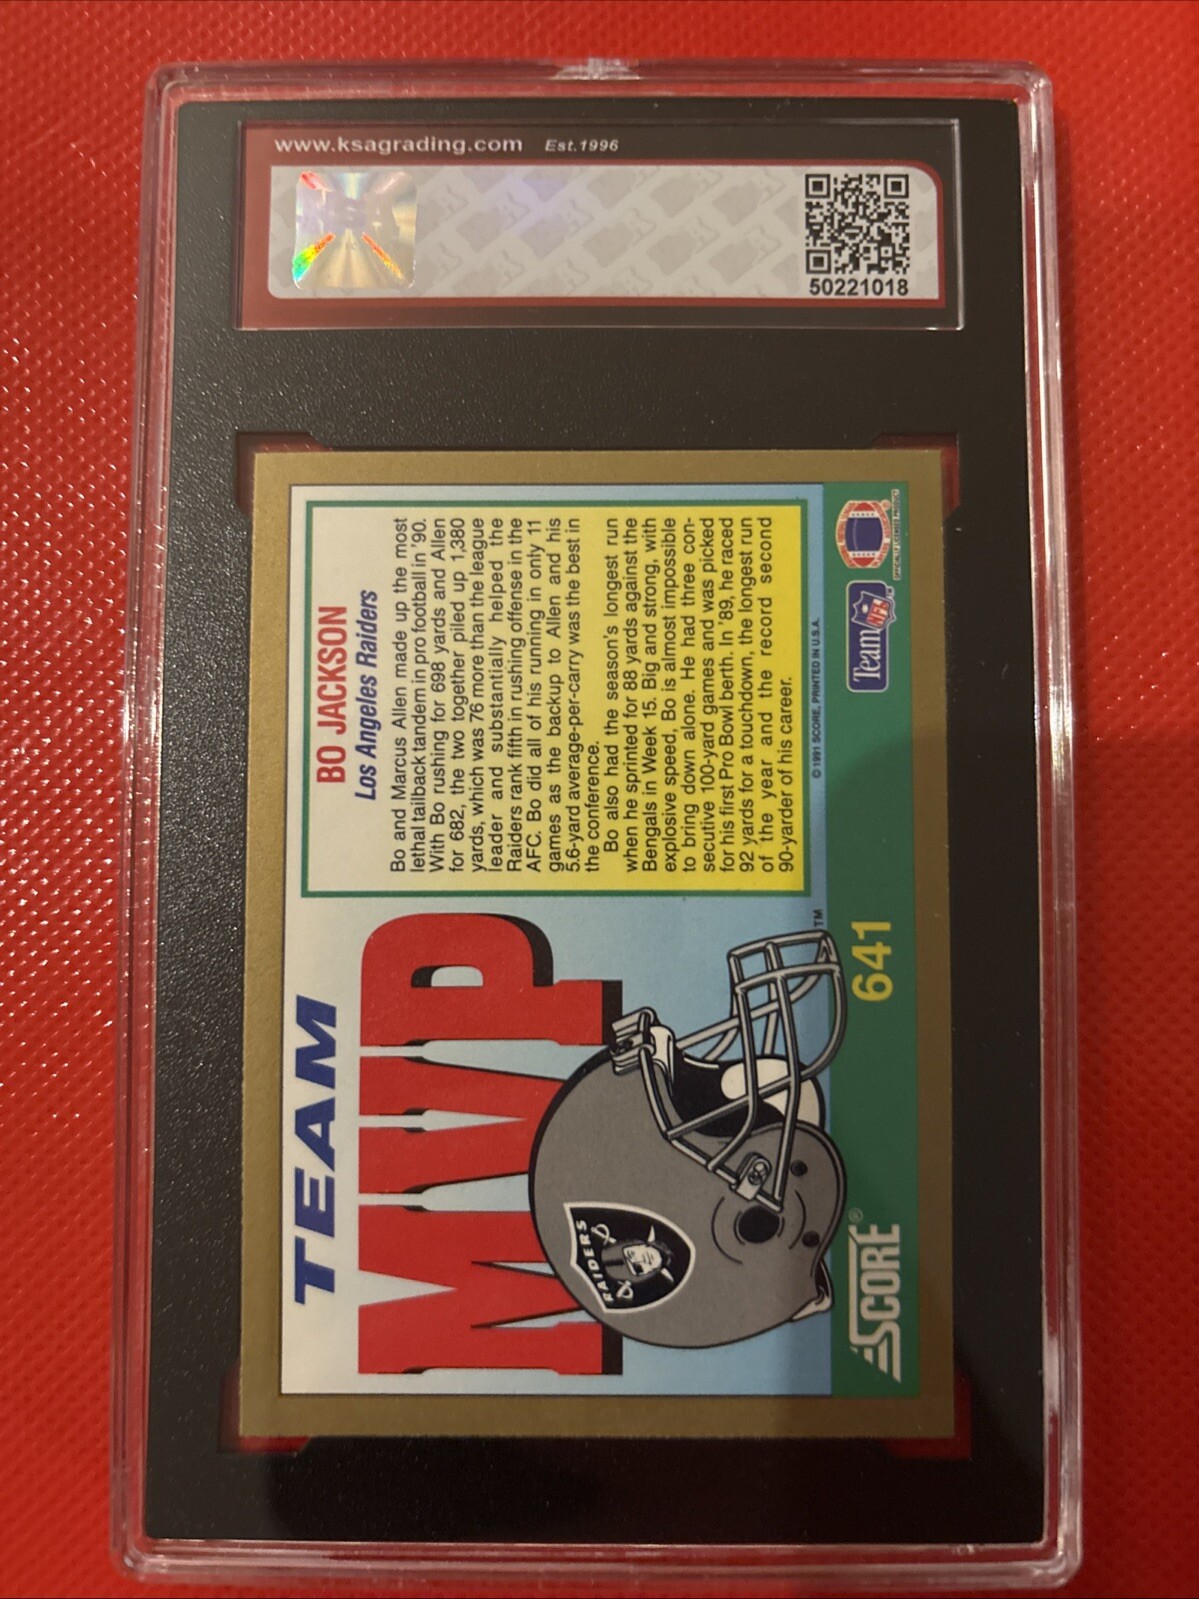 www.ksagrading.com Est.1996
50221018
TEAM
MVP
BO JACKSON
Los Angeles Raiders
Bo and Marcus Allen made up the most
lethal tailback tandem in pro football in '90.
With Bo rushing for 698 yards and Allen
for 682, the two together piled up 1,380
yards, which was 76 more than the league
leader and substantially helped the
Raiders rank fifth in rushing offense in the
AFC. Bo did all of his running in only 11
games as the backup to Allen and his
5.6-yard average-per-carry was the best in
the conference.
Bo also had the season's longest run
when he sprinted for 88 yards against the
Bengals in Week 15. Big and strong, with
explosive speed, Bo is almost impossible
to bring down alone. He had three con-
secutive 100-yard games and was picked
for his first Pro Bowl berth. In '89, he raced
92 yards for a touchdown, the longest run
of the year and the record second
90-yarder of his career.
© 1991 SCORE, PRINTED IN U.S.A.
RAIDERS
TM
SCORE®
641
Team NFL
OFFICIALLY LICENSED PRODUCT